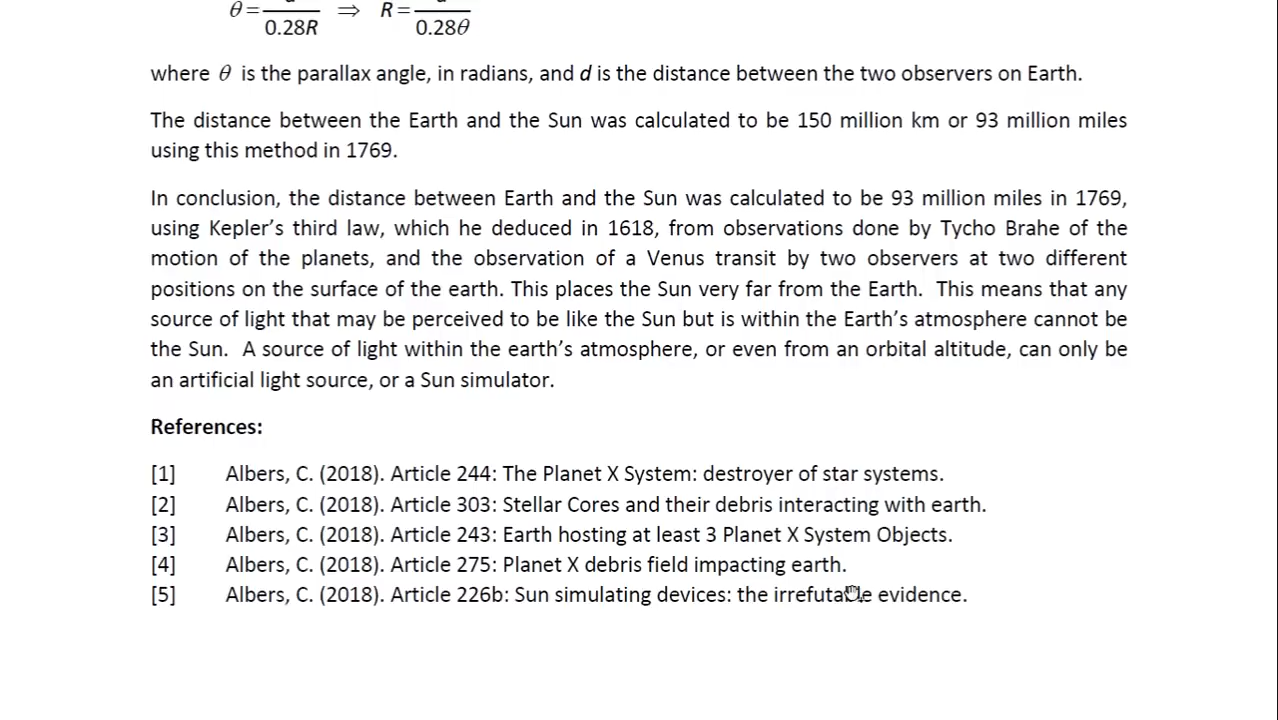 θ = / 0.28R ⇒ R = / 0.28θ
where θ is the parallax angle, in radians, and d is the distance between the two observers on Earth.
The distance between the Earth and the Sun was calculated to be 150 million km or 93 million miles
using this method in 1769.
In conclusion, the distance between Earth and the Sun was calculated to be 93 million miles in 1769,
using Kepler's third law, which he deduced in 1618, from observations done by Tycho Brahe of the
motion of the planets, and the observation of a Venus transit by two observers at two different
positions on the surface of the earth. This places the Sun very far from the Earth.  This means that any
source of light that may be perceived to be like the Sun but is within the Earth's atmosphere cannot be
the Sun.  A source of light within the earth's atmosphere, or even from an orbital altitude, can only be
an artificial light source, or a Sun simulator.
References:
[1] Albers, C. (2018). Article 244: The Planet X System: destroyer of star systems.
[2] Albers, C. (2018). Article 303: Stellar Cores and their debris interacting with earth.
[3] Albers, C. (2018). Article 243: Earth hosting at least 3 Planet X System Objects.
[4] Albers, C. (2018). Article 275: Planet X debris field impacting earth.
[5] Albers, C. (2018). Article 226b: Sun simulating devices: the irrefutable evidence.